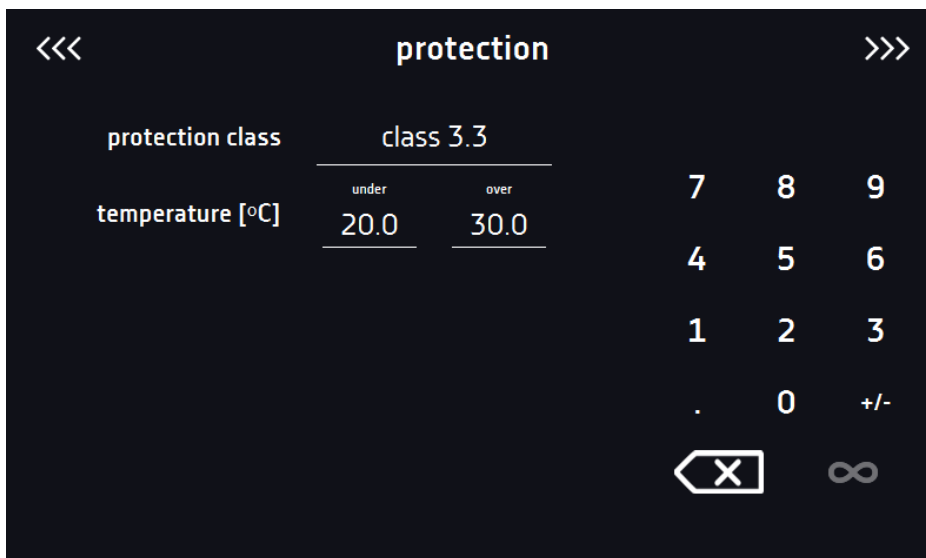 <<< protection >>>
protection class class 3.3
under over
temperature [°C] 20.0 30.0
7 8 9
4 5 6
1 2 3
. 0 +/-
X ∞